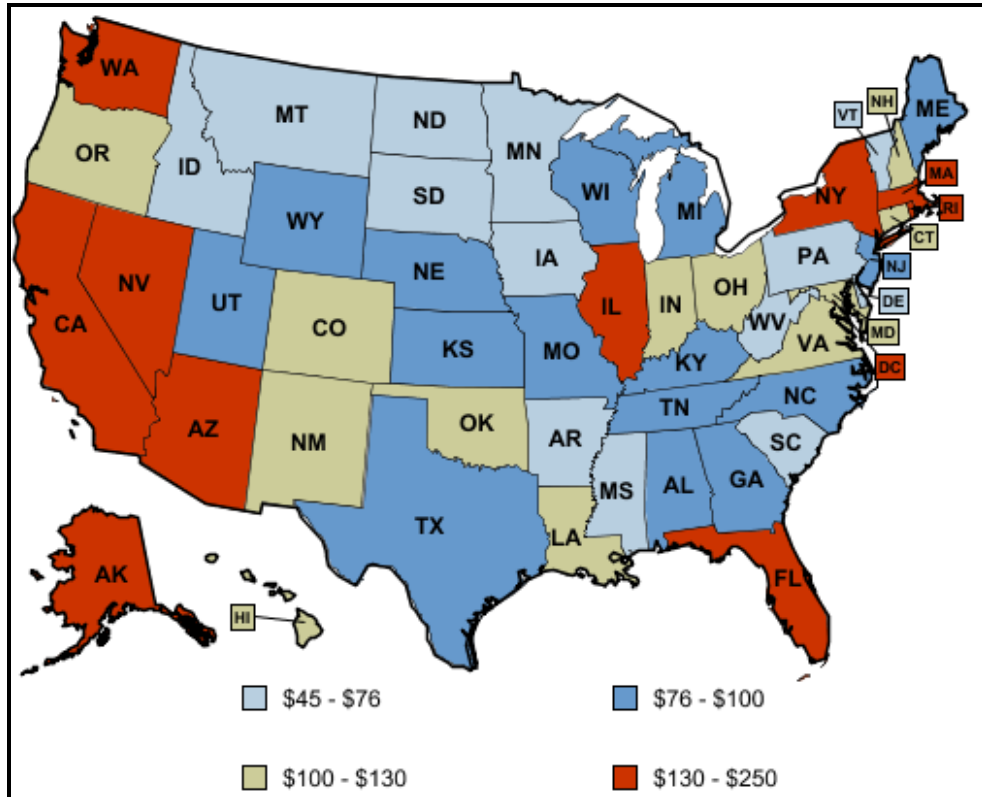 WA
MT
ND
MN
OR
ID
SD
WI
MI
VT
NH
ME
NY
MA
RI
CT
WY
IA
PA
NJ
NE
NV
UT
CO
IL
IN
OH
DE
WV
MD
CA
KS
MO
KY
VA
DC
TN
NC
AZ
NM
OK
AR
SC
MS
AL
GA
TX
LA
AK
FL
HI
$45 - $76
$76 - $100
$100 - $130
$130 - $250